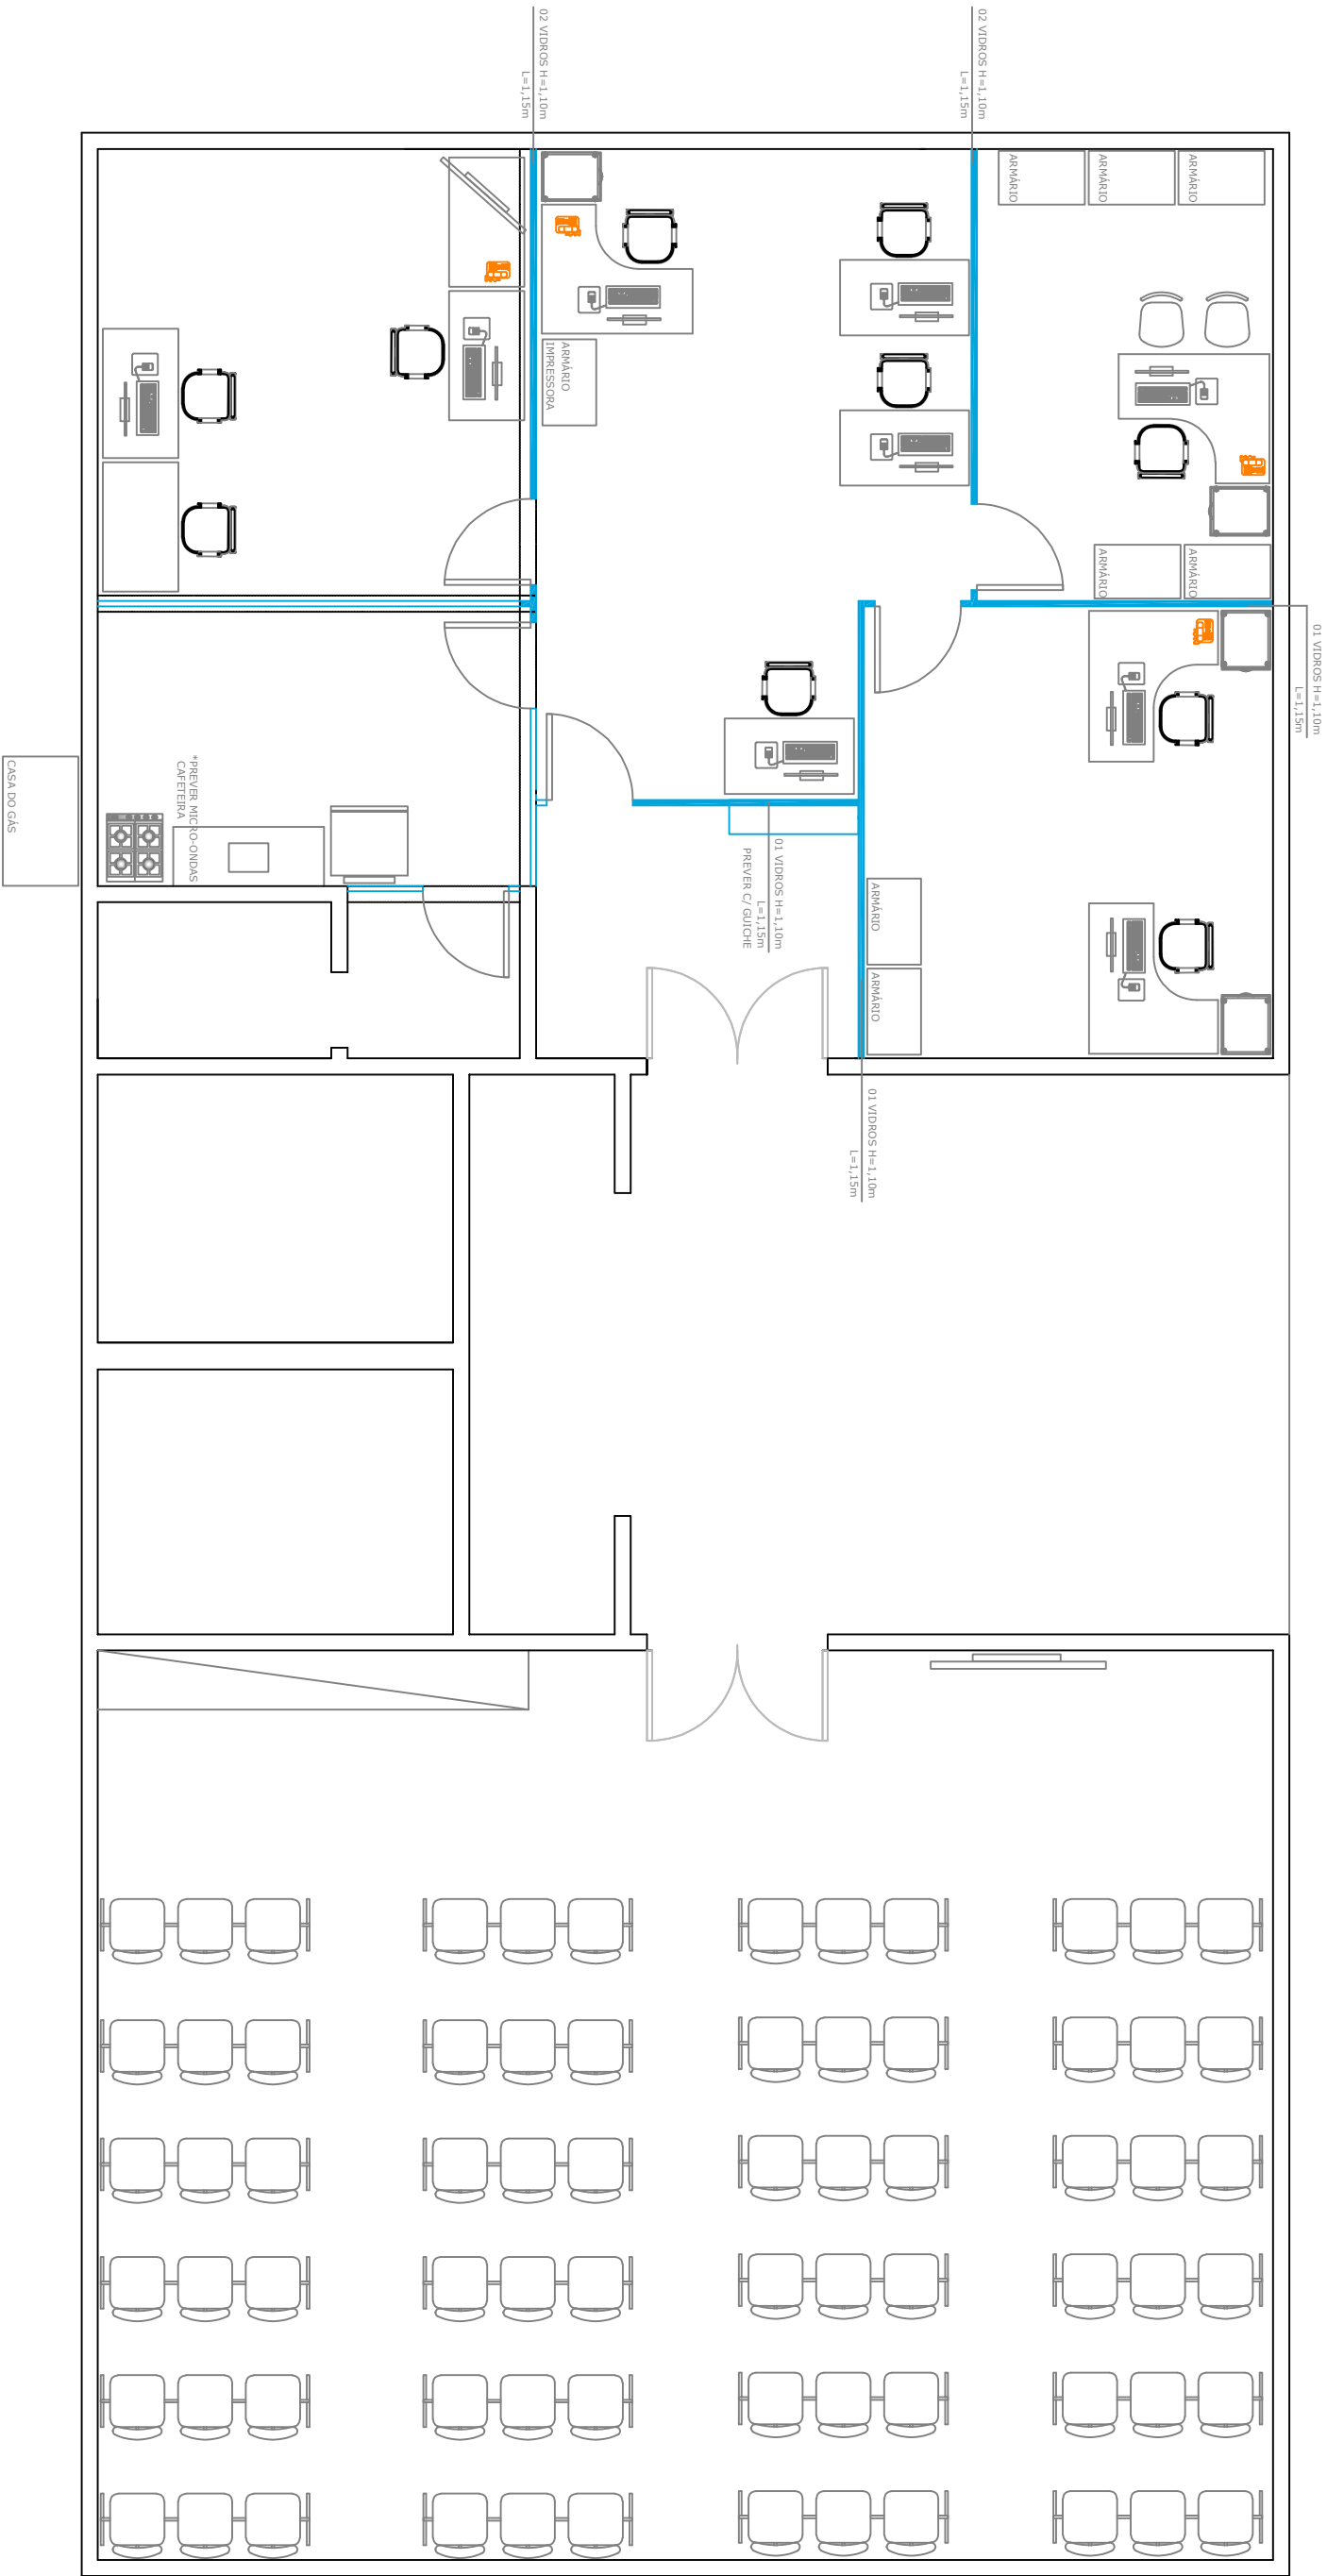 02 VIDROS H=1,10m
L=1,15m
02 VIDROS H=1,10m
L=1,15m
ARMÁRIO
ARMÁRIO
ARMÁRIO
ARMÁRIO
IMPRESSORA
ARMÁRIO
ARMÁRIO
01 VIDROS H=1,10m
L=1,15m
*PREVER MICRO-ONDAS
CAFETEIRA
CASA DO GÁS
01 VIDROS H=1,10m
L=1,15m
PREVER C/ GUICHE
ARMÁRIO
ARMÁRIO
01 VIDROS H=1,10m
L=1,15m